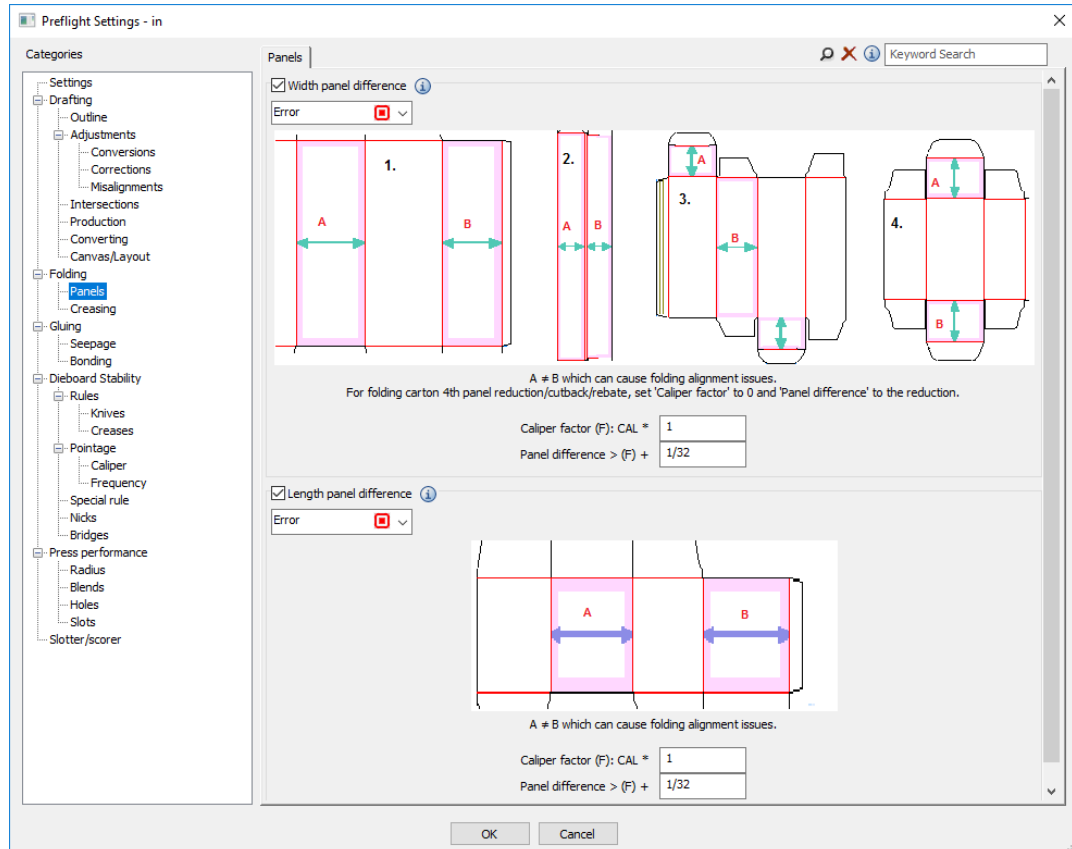 Preflight Settings - in
Categories
Settings
Drafting
Outline
Adjustments
Conversions
Corrections
Misalignments
Intersections
Production
Converting
Canvas/Layout
Folding
Panels
Creasing
Gluing
Seepage
Bonding
Dieboard Stability
Rules
Knives
Creases
Pointage
Caliper
Frequency
Special rule
Nicks
Bridges
Press performance
Radius
Blends
Holes
Slots
Slotter/scorer
Panels
Keyword Search
Width panel difference
Error
1.
A
B
2.
A
B
3.
A
B
4.
A
B
A ≠ B which can cause folding alignment issues.
For folding carton 4th panel reduction/cutback/rebate, set 'Caliper factor' to 0 and 'Panel difference' to the reduction.
Caliper factor (F): CAL * 1
Panel difference > (F) + 1/32
Length panel difference
Error
A
B
A ≠ B which can cause folding alignment issues.
Caliper factor (F): CAL * 1
Panel difference > (F) + 1/32
OK
Cancel